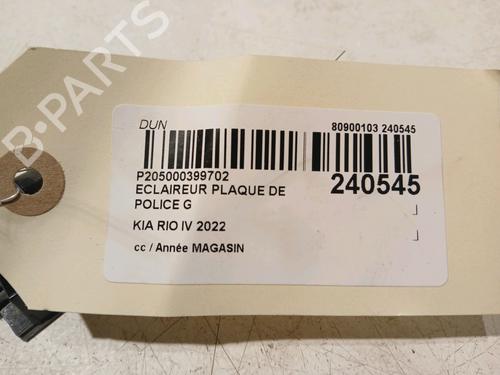 B-PARTS
DUN
80900103 240545
P205000399702
ECLAIREUR PLAQUE DE
POLICE G
240545
KIA RIO IV 2022
cc / Année MAGASIN